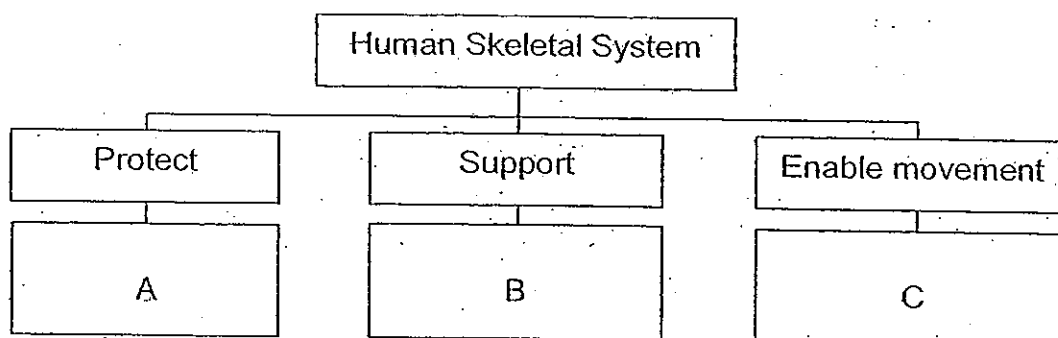 Human Skeletal System
Protect
Support
Enable movement
A
B
C